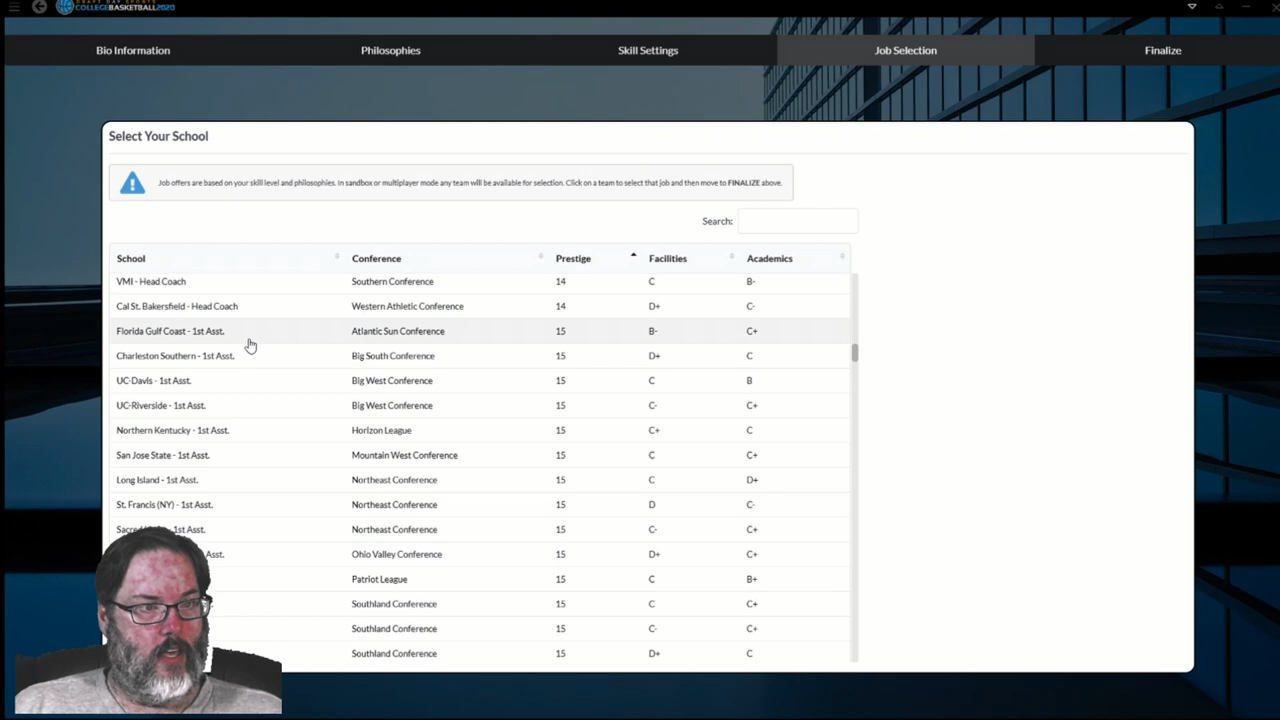 DRAFT DAY SPORTS
COLLEGEBASKETBALL2020
Bio Information Philosophies Skill Settings Job Selection Finalize
Select Your School
Job offers are based on your skill level and philosophies. In sandbox or multiplayer mode any team will be available for selection. Click on a team to select that job and then move to FINALIZE above.
Search:
School Conference Prestige Facilities Academics
VMI - Head Coach Southern Conference 14 C B-
Cal St. Bakersfield - Head Coach Western Athletic Conference 14 D+ C-
Florida Gulf Coast - 1st Asst. Atlantic Sun Conference 15 B- C+
Charleston Southern - 1st Asst. Big South Conference 15 D+ C
UC-Davis - 1st Asst. Big West Conference 15 C B
UC-Riverside - 1st Asst. Big West Conference 15 C- C+
Northern Kentucky - 1st Asst. Horizon League 15 C+ C
San Jose State - 1st Asst. Mountain West Conference 15 C C+
Long Island - 1st Asst. Northeast Conference 15 C D+
St. Francis (NY) - 1st Asst. Northeast Conference 15 D C-
1st Asst. Northeast Conference 15 C- C+
Asst. Ohio Valley Conference 15 D+ C+
Patriot League 15 C B+
Southland Conference 15 C C+
Southland Conference 15 C- C+
Southland Conference 15 D+ C